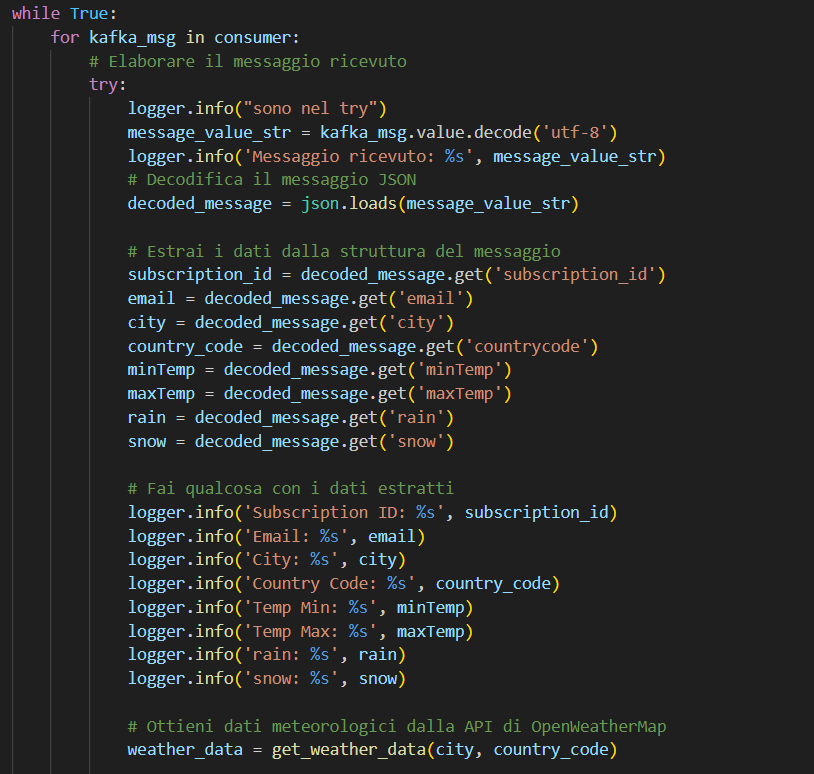 while True:
for kafka_msg in consumer:
# Elaborare il messaggio ricevuto
try:
logger.info("sono nel try")
message_value_str = kafka_msg.value.decode('utf-8')
logger.info('Messaggio ricevuto: %s', message_value_str)
# Decodifica il messaggio JSON
decoded_message = json.loads(message_value_str)
# Estrai i dati dalla struttura del messaggio
subscription_id = decoded_message.get('subscription_id')
email = decoded_message.get('email')
city = decoded_message.get('city')
country_code = decoded_message.get('countrycode')
minTemp = decoded_message.get('minTemp')
maxTemp = decoded_message.get('maxTemp')
rain = decoded_message.get('rain')
snow = decoded_message.get('snow')
# Fai qualcosa con i dati estratti
logger.info('Subscription ID: %s', subscription_id)
logger.info('Email: %s', email)
logger.info('City: %s', city)
logger.info('Country Code: %s', country_code)
logger.info('Temp Min: %s', minTemp)
logger.info('Temp Max: %s', maxTemp)
logger.info('rain: %s', rain)
logger.info('snow: %s', snow)
# Ottieni dati meteorologici dalla API di OpenWeatherMap
weather_data = get_weather_data(city, country_code)